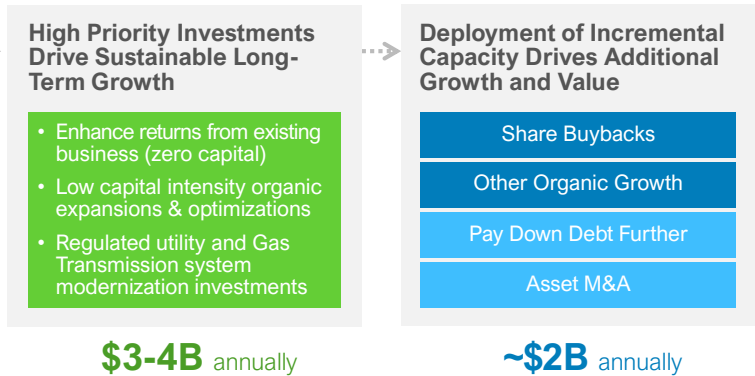 High Priority Investments
Drive Sustainable Long-
Term Growth
• Enhance returns from existing
business (zero capital)
• Low capital intensity organic
expansions & optimizations
• Regulated utility and Gas
Transmission system
modernization investments
$3-4B annually
Deployment of Incremental
Capacity Drives Additional
Growth and Value
Share Buybacks
Other Organic Growth
Pay Down Debt Further
Asset M&A
~$2B annually